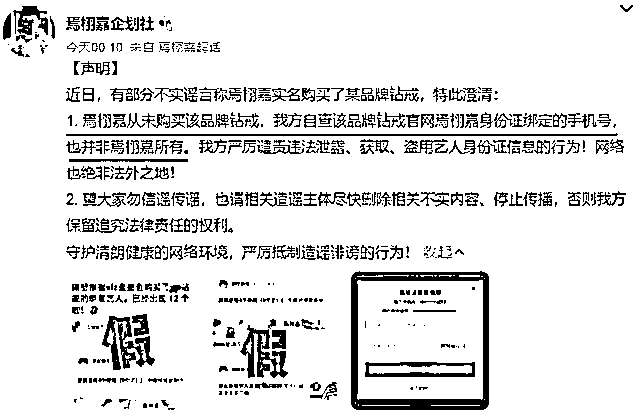 焉栩嘉企划社
今天00:10 来自 焉栩嘉超话
【声明】
近日，有部分不实谣言称焉栩嘉实名购买了某品牌钻戒，特此澄清：
1. 焉栩嘉从未购买该品牌钻戒，我方自查该品牌钻戒官网焉栩嘉身份证绑定的手机号，
也并非焉栩嘉所有。我方严厉谴责违法泄露、获取、盗用艺人身份证信息的行为！网络
也绝非法外之地！
2. 望大家勿信谣传谣，也请相关造谣主体尽快删除相关不实内容、停止传播，否则我方
保留追究法律责任的权利。
守护清朗健康的网络环境，严厉抵制造谣诽谤的行为！ 收起
假
假